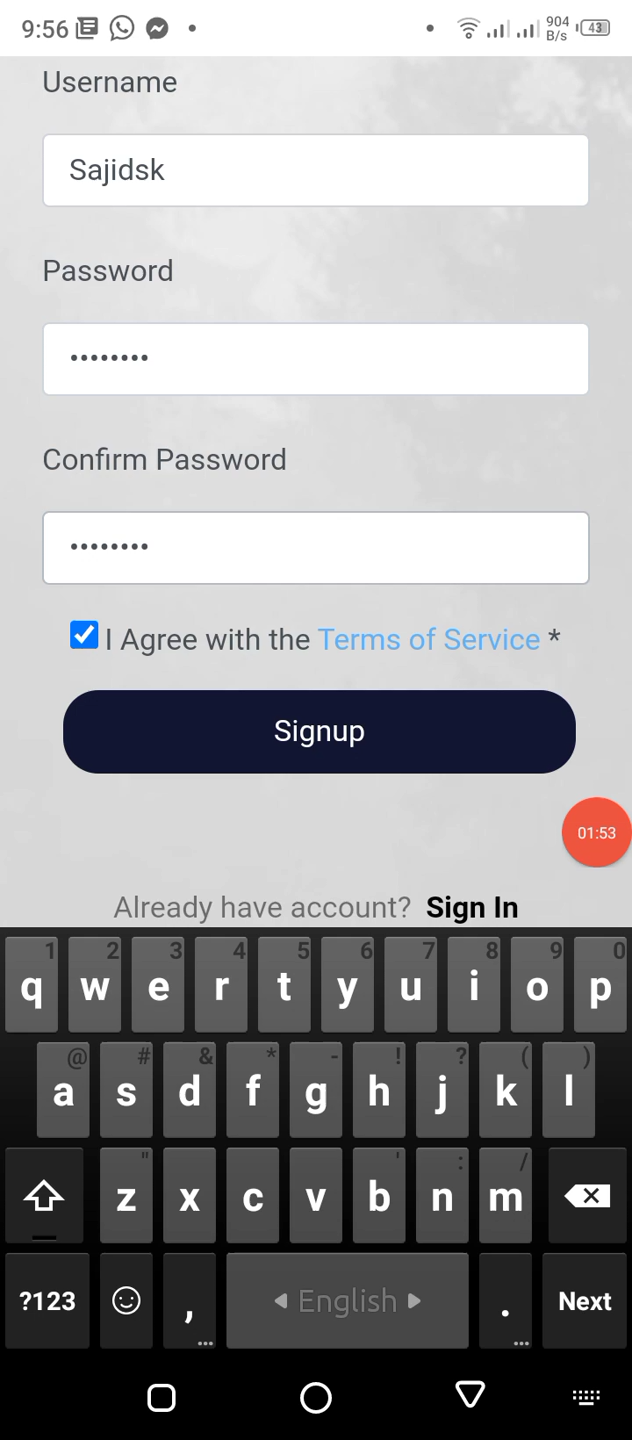 9:56
904
B/s
43
Username
Sajidsk
Password
••••••••
Confirm Password
••••••••
I Agree with the Terms of Service *
Signup
01:53
Already have account? Sign In
1 2 3 4 5 6 7 8 9 0
q w e r t y u i o p
@ # & * - ! ? ( )
a s d f g h j k l
" ' : /
z x c v b n m
?123 , ◀ English ▶ . Next